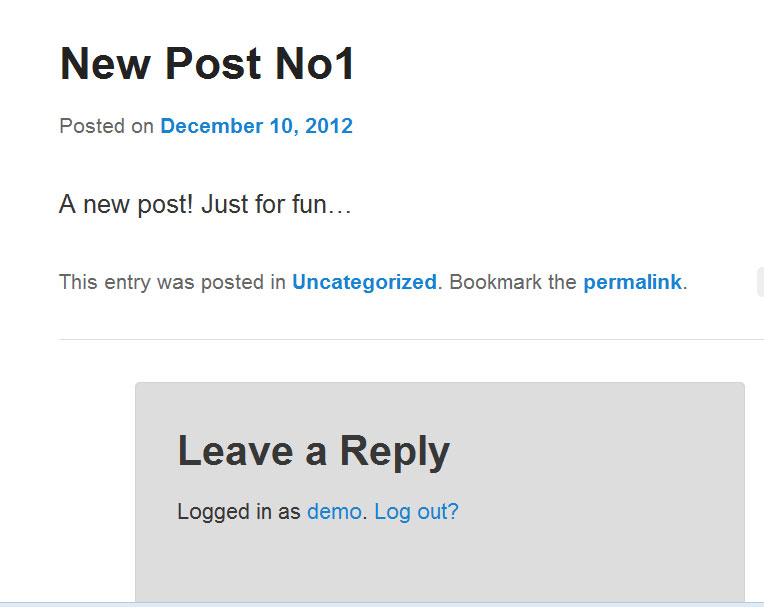 New Post No1
Posted on December 10, 2012
A new post! Just for fun…
This entry was posted in Uncategorized. Bookmark the permalink.
Leave a Reply
Logged in as demo. Log out?